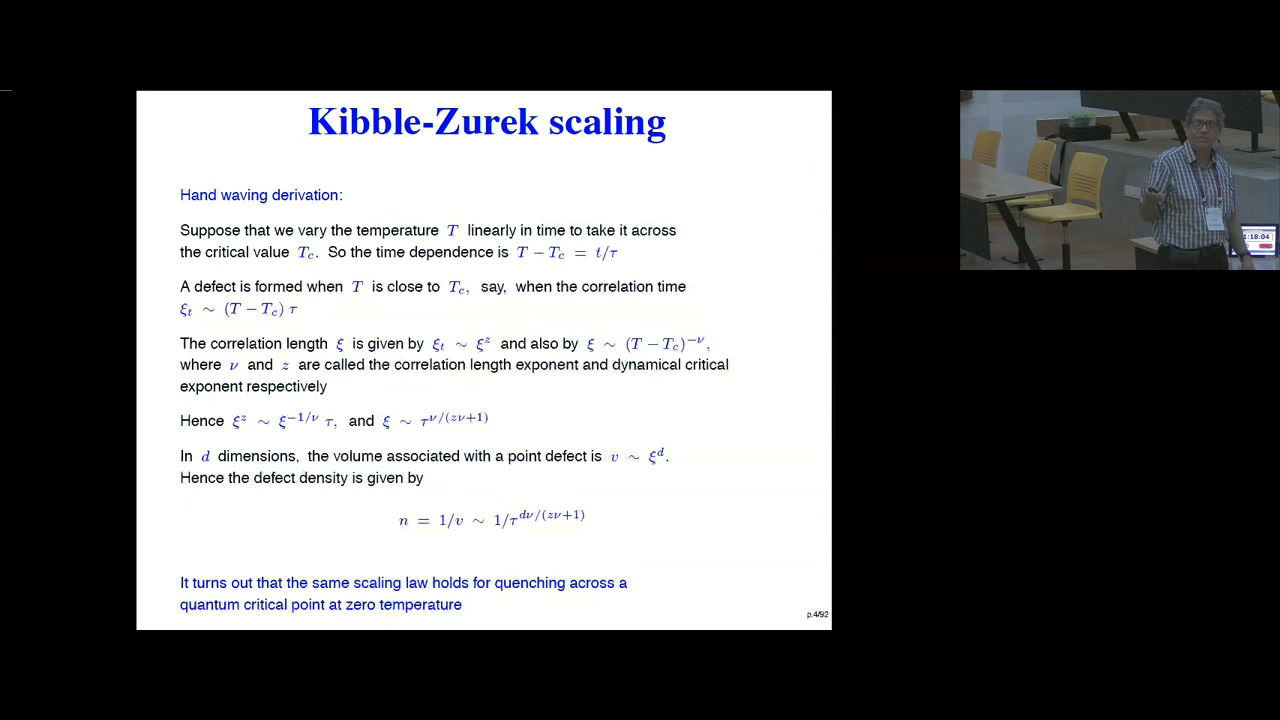 Kibble-Zurek scaling
Hand waving derivation:
Suppose that we vary the temperature T linearly in time to take it across
the critical value T_c. So the time dependence is T − T_c = t/τ
A defect is formed when T is close to T_c, say, when the correlation time
ξ_t ∼ (T − T_c) τ
The correlation length ξ is given by ξ_t ∼ ξ^z and also by ξ ∼ (T − T_c)^{−ν},
where ν and z are called the correlation length exponent and dynamical critical
exponent respectively
Hence ξ^z ∼ ξ^{−1/ν} τ, and ξ ∼ τ^{ν/(zν+1)}
In d dimensions, the volume associated with a point defect is v ∼ ξ^d.
Hence the defect density is given by
n = 1/v ∼ 1/τ^{dν/(zν+1)}
It turns out that the same scaling law holds for quenching across a
quantum critical point at zero temperature
p.4/92
1:18:04